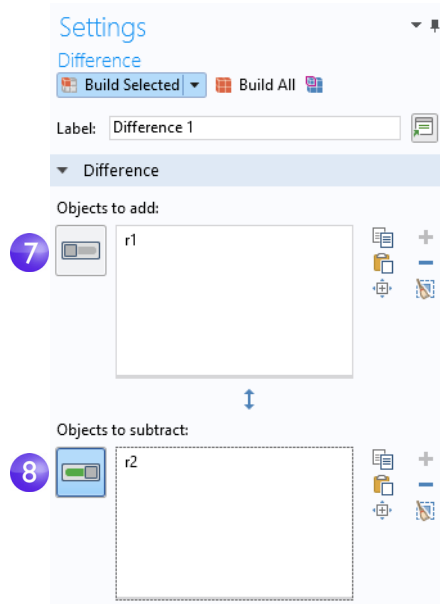 Settings
Difference
Build Selected Build All
Label: Difference 1
Difference
Objects to add:
7 r1
Objects to subtract:
8 r2